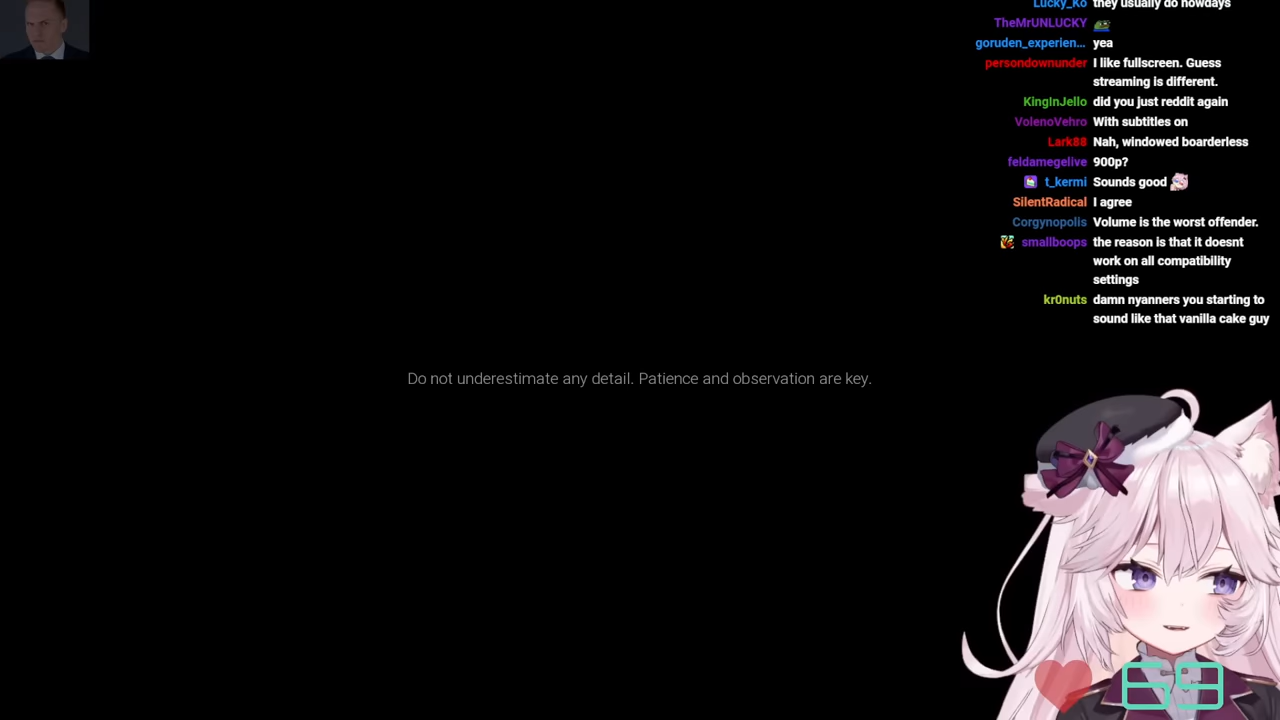 Lucky_Ko they usually do nowdays
TheMrUNLUCKY
goruden_experien... yea
persondownunder I like fullscreen. Guess
streaming is different.
KingInJello did you just reddit again
VolenoVehro With subtitles on
Lark88 Nah, windowed boarderless
feldamegelive 900p?
t_kermi Sounds good
SilentRadical I agree
Corgynopolis Volume is the worst offender.
smallboops the reason is that it doesnt
work on all compatibility
settings
kr0nuts damn nyanners you starting to
sound like that vanilla cake guy
Do not underestimate any detail. Patience and observation are key.
69